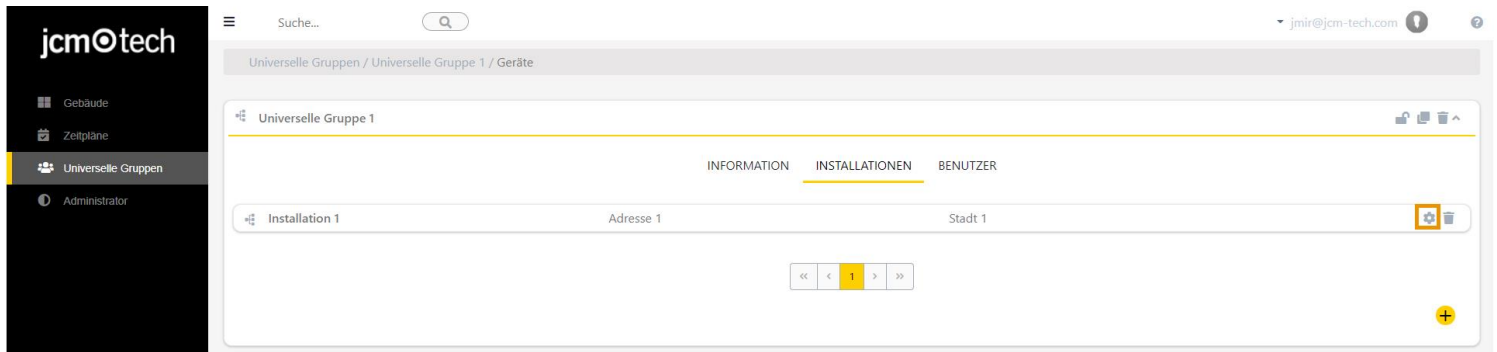 jcm tech
Suche...
jmir@jcm-tech.com
Universelle Gruppen / Universelle Gruppe 1 / Geräte
Gebäude
Zeitpläne
Universelle Gruppen
Administrator
Universelle Gruppe 1
INFORMATION INSTALLATIONEN BENUTZER
Installation 1 Adresse 1 Stadt 1
« < 1 > »